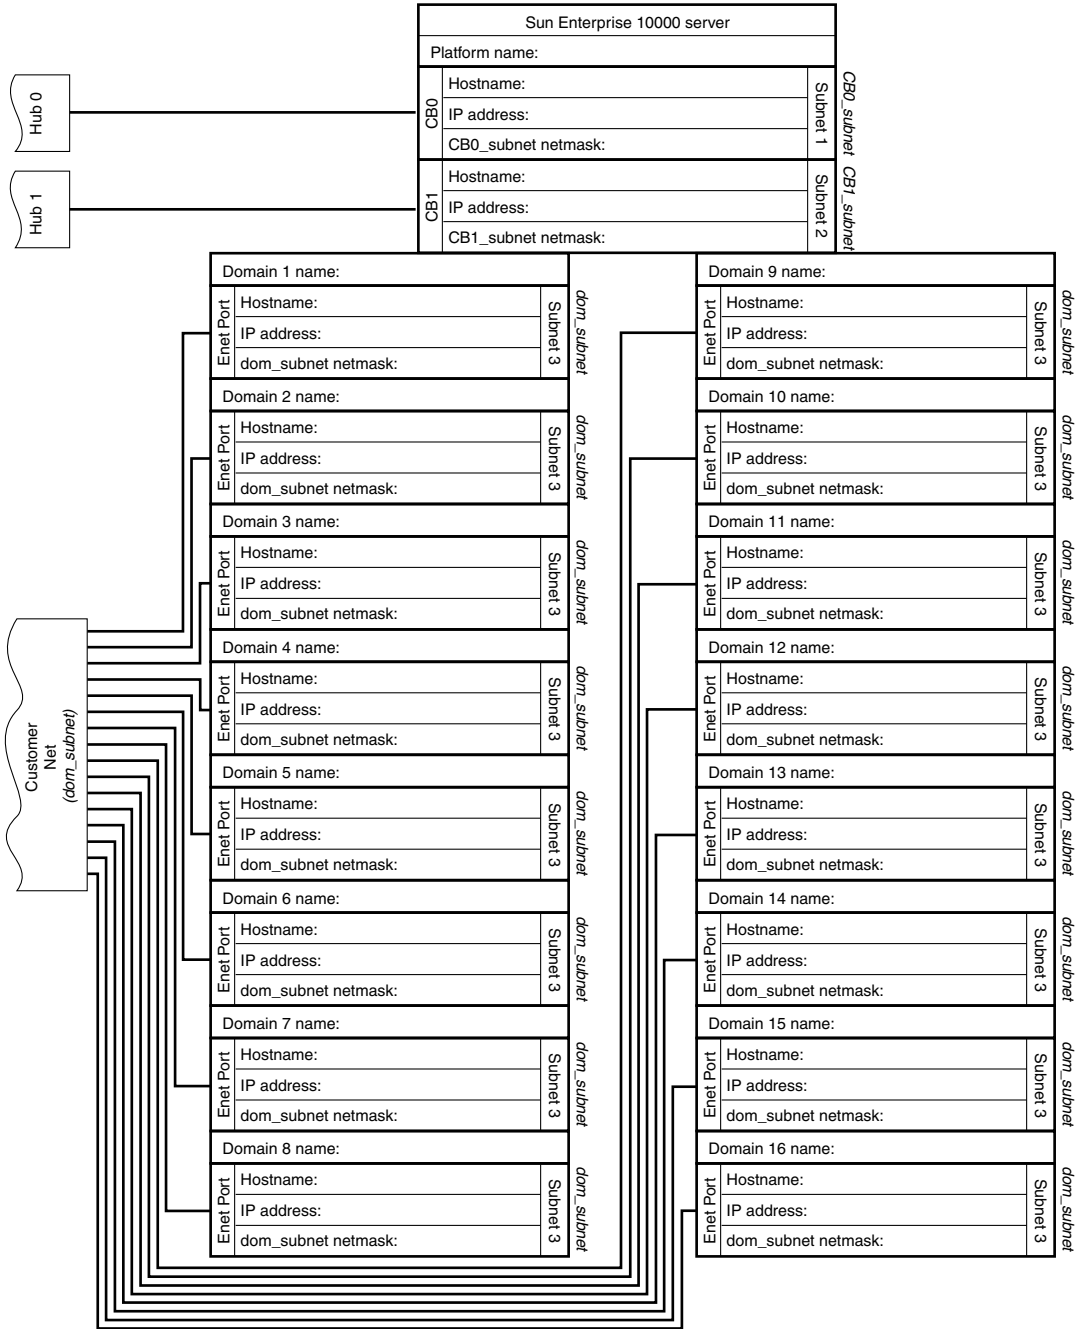 Sun Enterprise 10000 server
Platform name:
Hub 0
CB0
Hostname:
IP address:
CB0_subnet netmask:
Subnet 1
CB0_subnet
Hub 1
CB1
Hostname:
IP address:
CB1_subnet netmask:
Subnet 2
CB1_subnet
Customer
Net
(dom_subnet)
Domain 1 name:
Enet Port
Hostname:
IP address:
dom_subnet netmask:
Subnet 3
dom_subnet
Domain 2 name:
Enet Port
Hostname:
IP address:
dom_subnet netmask:
Subnet 3
dom_subnet
Domain 3 name:
Enet Port
Hostname:
IP address:
dom_subnet netmask:
Subnet 3
dom_subnet
Domain 4 name:
Enet Port
Hostname:
IP address:
dom_subnet netmask:
Subnet 3
dom_subnet
Domain 5 name:
Enet Port
Hostname:
IP address:
dom_subnet netmask:
Subnet 3
dom_subnet
Domain 6 name:
Enet Port
Hostname:
IP address:
dom_subnet netmask:
Subnet 3
dom_subnet
Domain 7 name:
Enet Port
Hostname:
IP address:
dom_subnet netmask:
Subnet 3
dom_subnet
Domain 8 name:
Enet Port
Hostname:
IP address:
dom_subnet netmask:
Subnet 3
dom_subnet
Domain 9 name:
Enet Port
Hostname:
IP address:
dom_subnet netmask:
Subnet 3
dom_subnet
Domain 10 name:
Enet Port
Hostname:
IP address:
dom_subnet netmask:
Subnet 3
dom_subnet
Domain 11 name:
Enet Port
Hostname:
IP address:
dom_subnet netmask:
Subnet 3
dom_subnet
Domain 12 name:
Enet Port
Hostname:
IP address:
dom_subnet netmask:
Subnet 3
dom_subnet
Domain 13 name:
Enet Port
Hostname:
IP address:
dom_subnet netmask:
Subnet 3
dom_subnet
Domain 14 name:
Enet Port
Hostname:
IP address:
dom_subnet netmask:
Subnet 3
dom_subnet
Domain 15 name:
Enet Port
Hostname:
IP address:
dom_subnet netmask:
Subnet 3
dom_subnet
Domain 16 name:
Enet Port
Hostname:
IP address:
dom_subnet netmask:
Subnet 3
dom_subnet